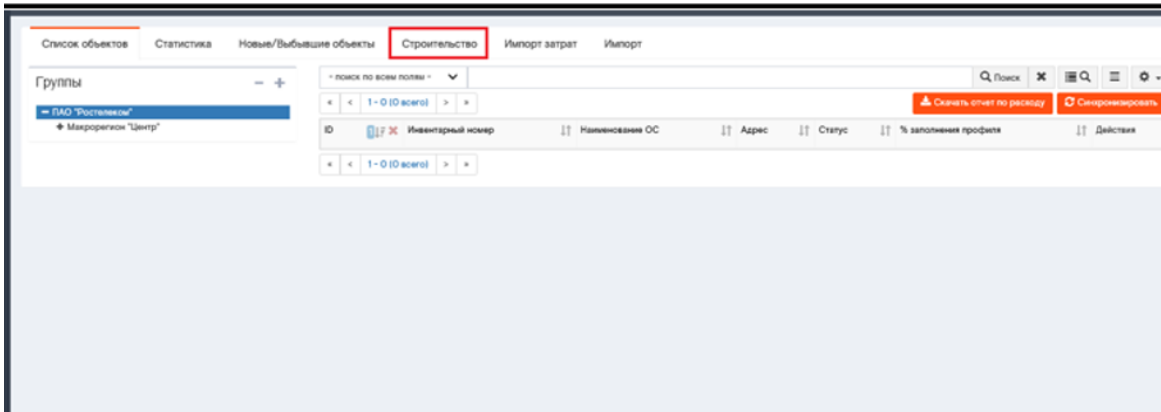 Список объектов Статистика Новые/Выбывшие объекты Строительство Импорт затрат Импорт
Группы − +
ПАО "Ростелеком"
Макрорегион "Центр"
- поиск по всем полям - Поиск
« < 1 - 0 (0 всего) > » Скачать отчет по расходу Синхронизировать
ID Инвентарный номер Наименование ОС Адрес Статус % заполнения профиля Действия
« < 1 - 0 (0 всего) > »